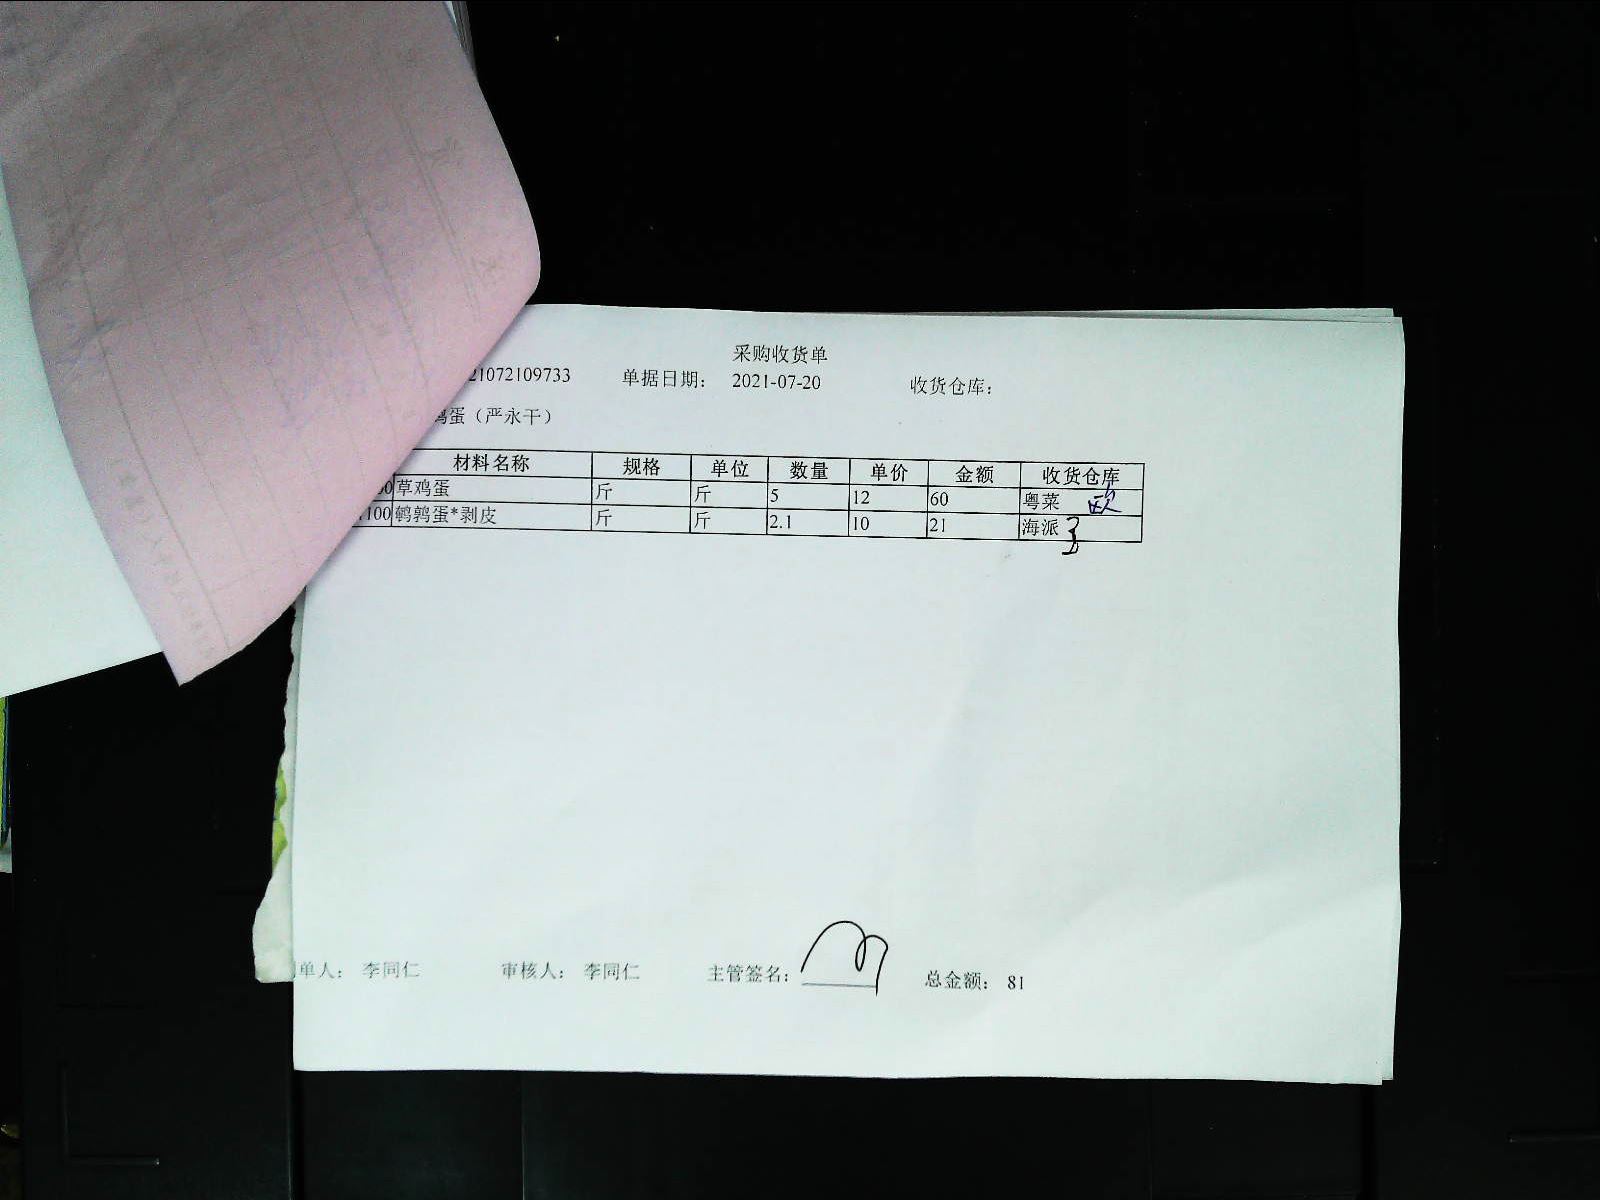 采购收货单
21072109733 单据日期： 2021-07-20 收货仓库：
鸡蛋（严永干）
材料名称 规格 单位 数量 单价 金额 收货仓库
00 草鸡蛋 斤 斤 5 12 60 粤菜 欧
100 鹌鹑蛋*剥皮 斤 斤 2.1 10 21 海派
单人： 李同仁 审核人： 李同仁 主管签名： 总金额： 81